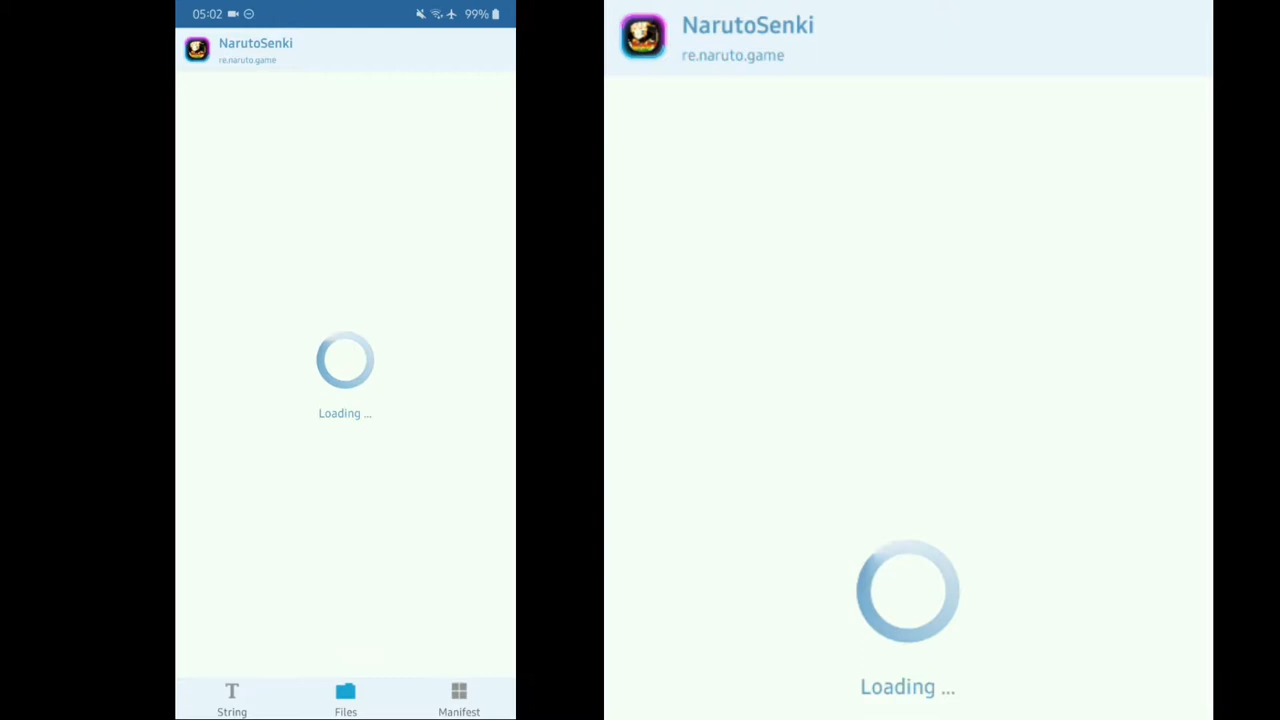 05:02
99%
NarutoSenki
re.naruto.game
Loading ...
String
Files
Manifest
NarutoSenki
re.naruto.game
Loading ...